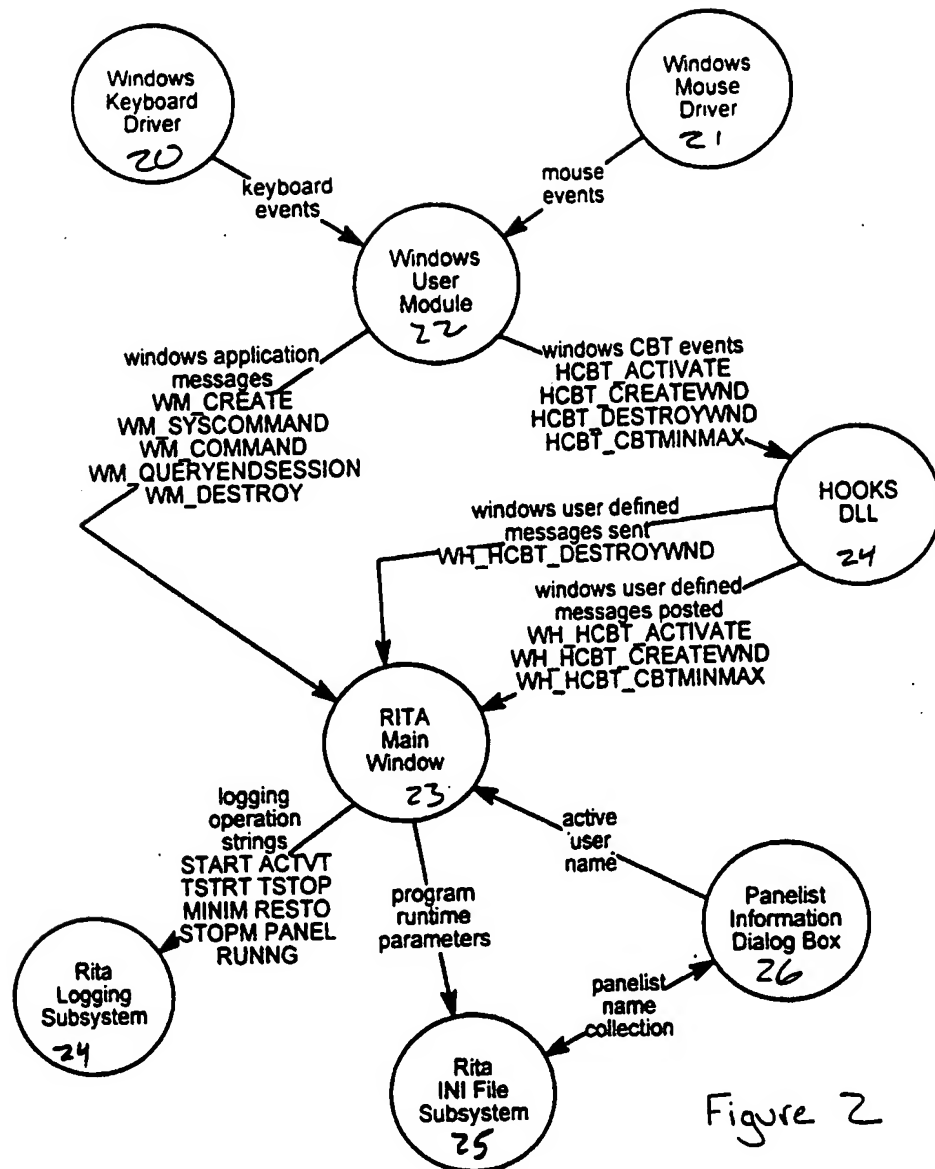 Windows
Keyboard
Driver
20
Windows
Mouse
Driver
21
keyboard
events
mouse
events
Windows
User
Module
22
windows application
messages
WM_CREATE
WM_SYSCOMMAND
WM_COMMAND
WM_QUERYENDSESSION
WM_DESTROY
windows CBT events
HCBT_ACTIVATE
HCBT_CREATEWND
HCBT_DESTROYWND
HCBT_CBTMINMAX
HOOKS
DLL
24
windows user defined
messages sent
WH_HCBT_DESTROYWND
windows user defined
messages posted
WH_HCBT_ACTIVATE
WH_HCBT_CREATEWND
WH_HCBT_CBTMINMAX
RITA
Main
Window
23
logging
operation
strings
START ACTVT
TSTRT TSTOP
MINIM RESTO
STOPM PANEL
RUNNG
program
runtime
parameters
active
user
name
Panelist
Information
Dialog Box
26
Rita
Logging
Subsystem
24
panelist
name
collection
Rita
INI File
Subsystem
25
Figure 2